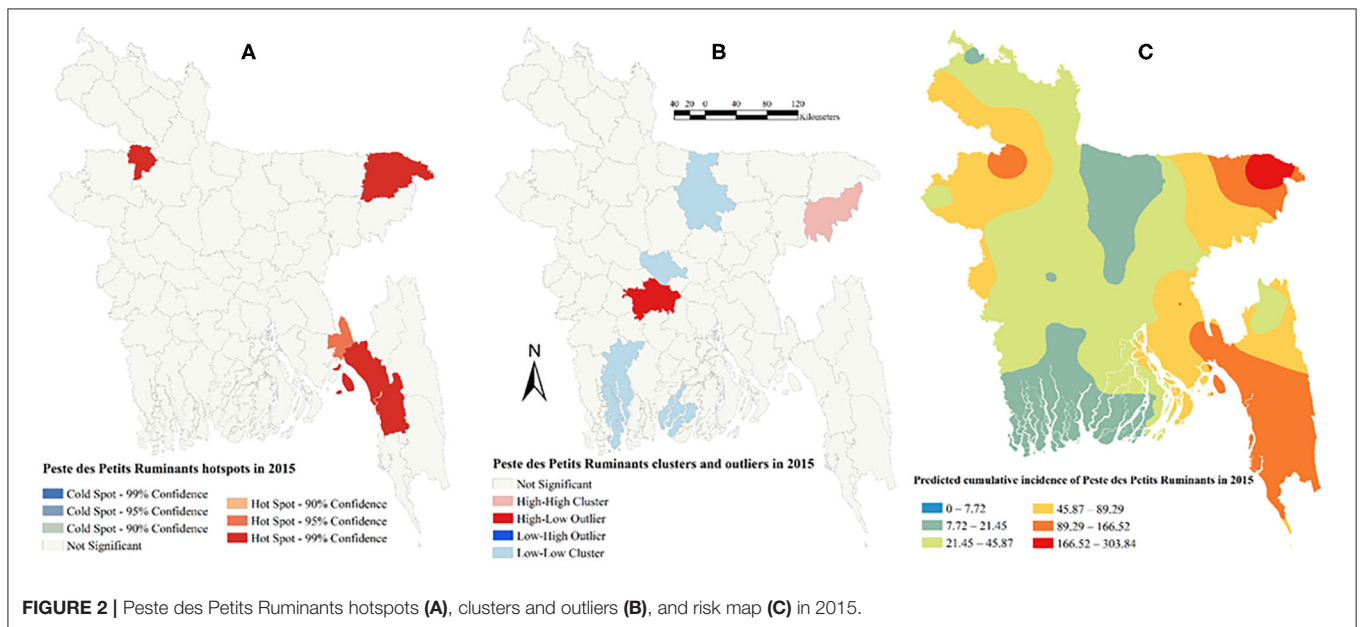 A
B
C
40 20 0 40 80 120
Kilometers
N
Peste des Petits Ruminants hotspots in 2015
Cold Spot - 99% Confidence
Cold Spot - 95% Confidence
Cold Spot - 90% Confidence
Not Significant
Hot Spot - 90% Confidence
Hot Spot - 95% Confidence
Hot Spot - 99% Confidence
Peste des Petits Ruminants clusters and outliers in 2015
Not Significant
High-High Cluster
High-Low Outlier
Low-High Outlier
Low-Low Cluster
Predicted cumulative incidence of Peste des Petits Ruminants in 2015
0 – 7.72
7.72 – 21.45
21.45 – 45.87
45.87 – 89.29
89.29 – 166.52
166.52 – 303.84
FIGURE 2 | Peste des Petits Ruminants hotspots (A), clusters and outliers (B), and risk map (C) in 2015.